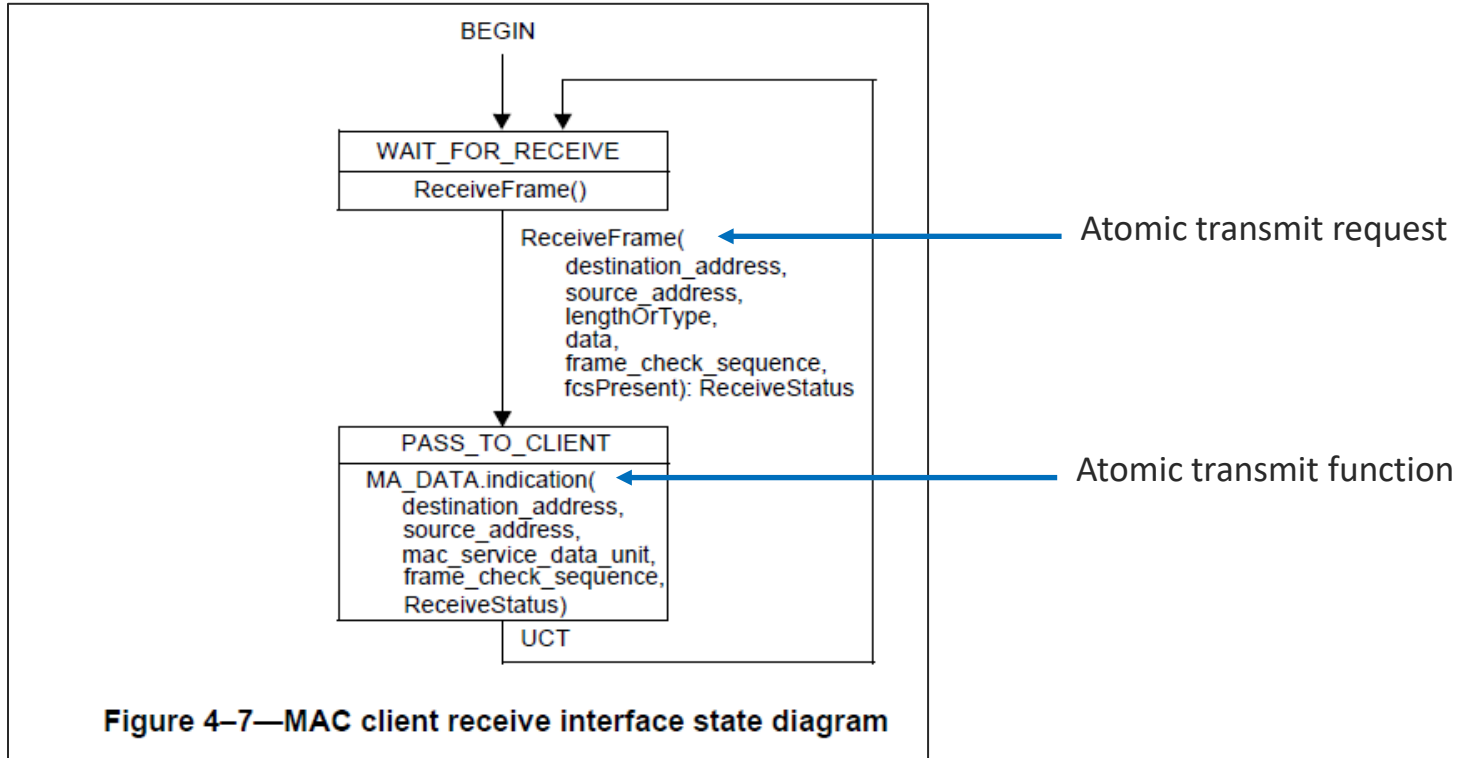 BEGIN
WAIT_FOR_RECEIVE
ReceiveFrame()
ReceiveFrame(
destination_address,
source_address,
lengthOrType,
data,
frame_check_sequence,
fcsPresent): ReceiveStatus
Atomic transmit request
PASS_TO_CLIENT
MA_DATA.indication(
destination_address,
source_address,
mac_service_data_unit,
frame_check_sequence,
ReceiveStatus)
Atomic transmit function
UCT
Figure 4–7—MAC client receive interface state diagram